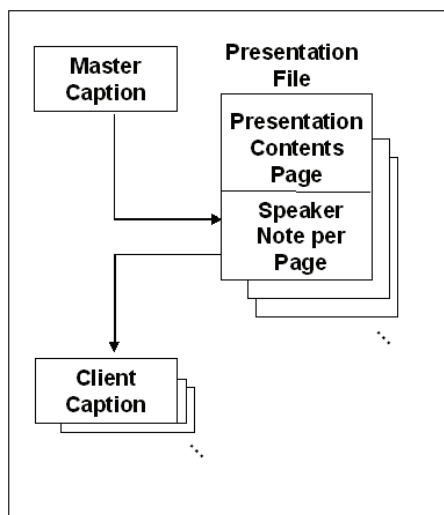 Master
Caption
Presentation
File
Presentation
Contents
Page
Speaker
Note per
Page
Client
Caption